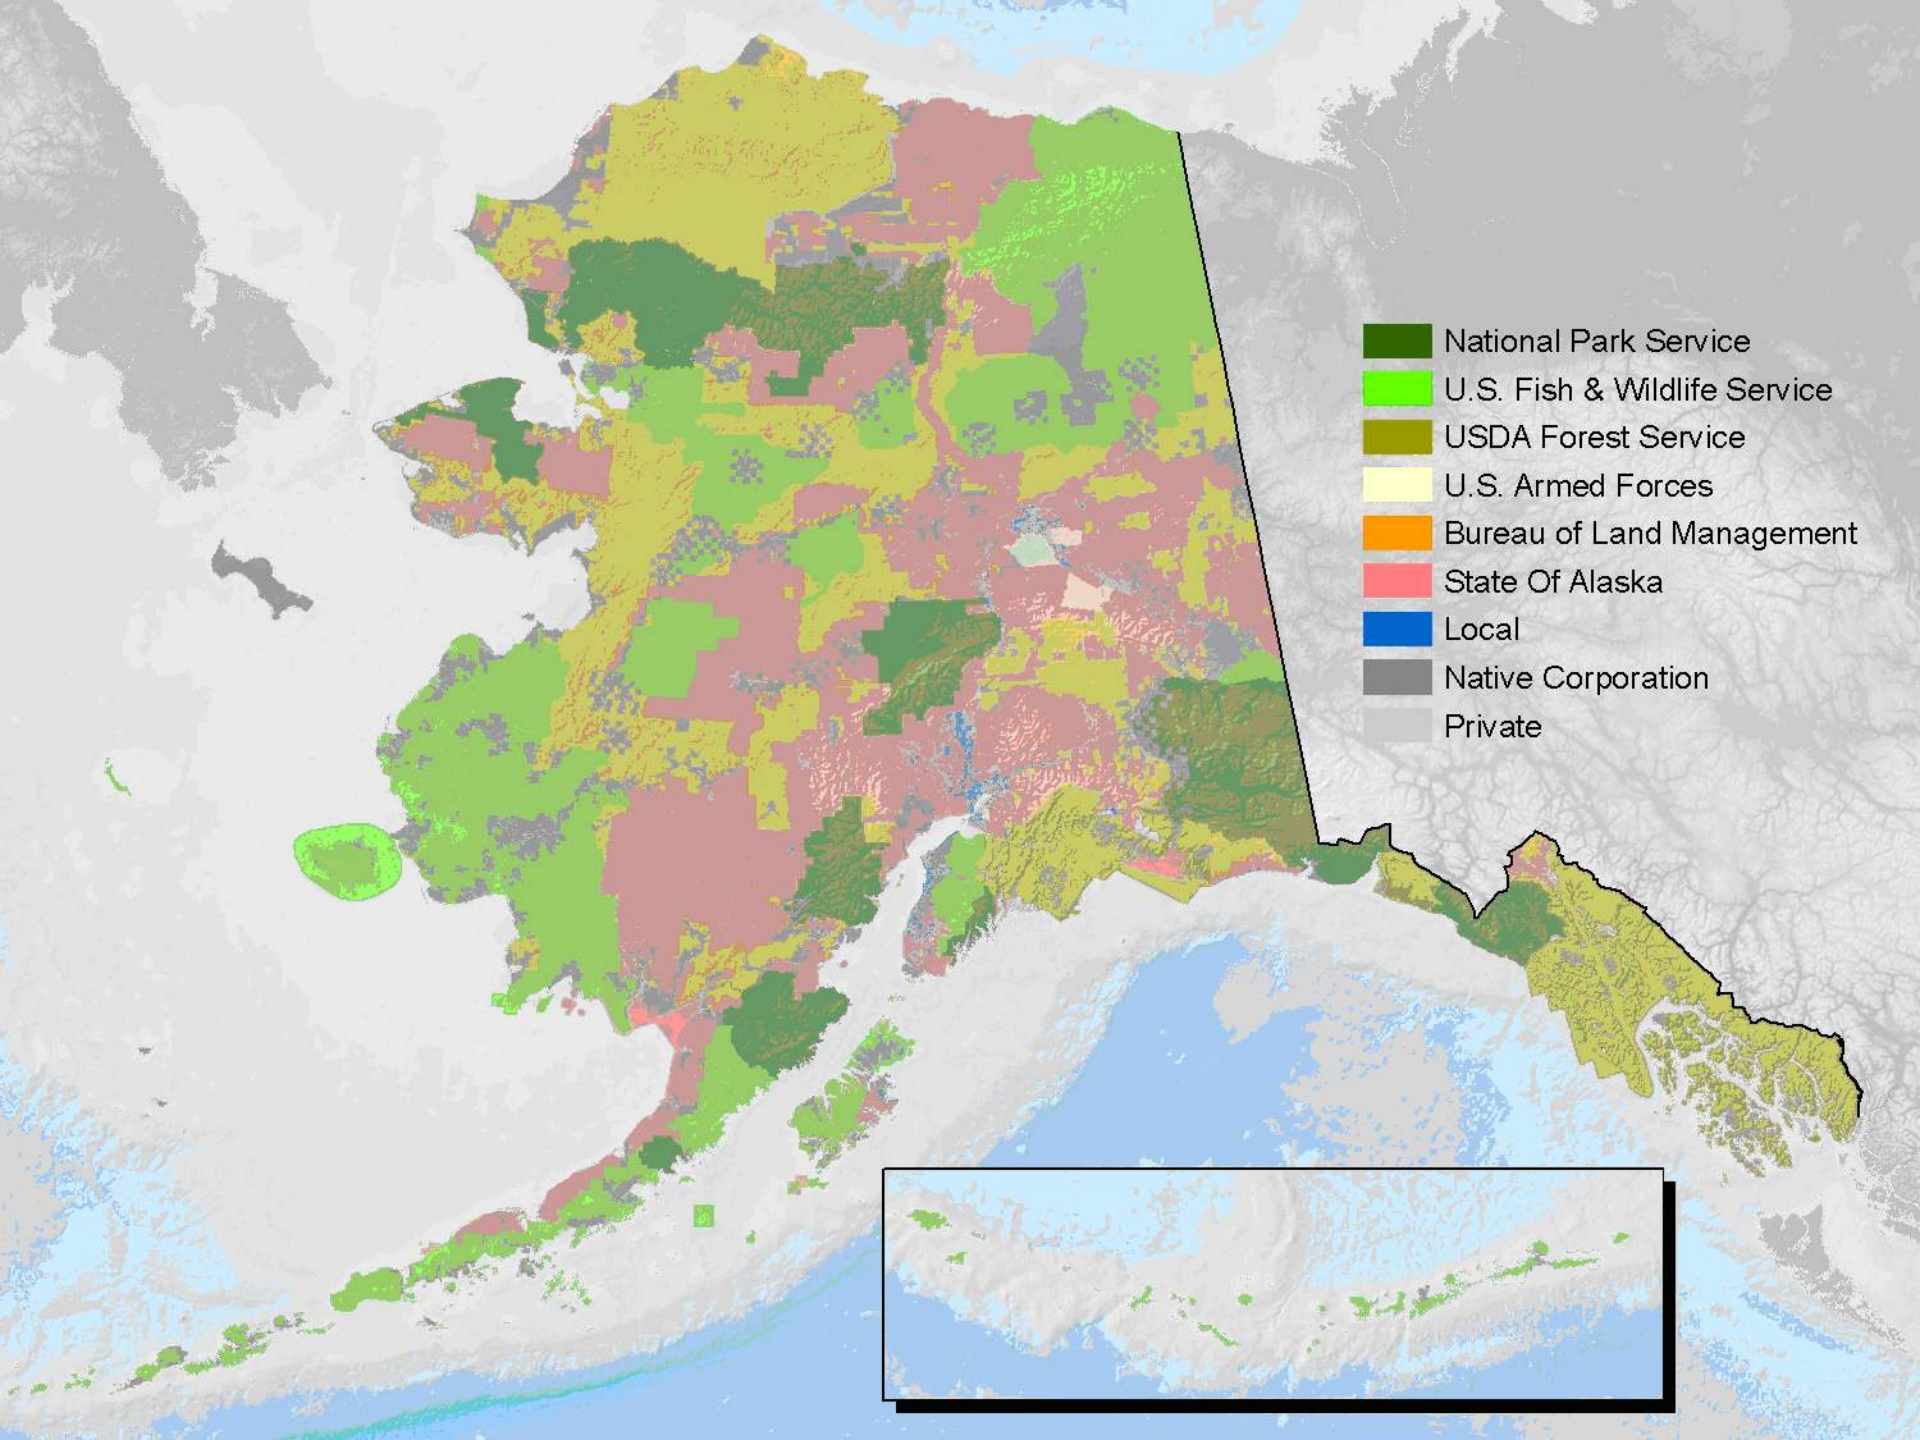 National Park Service
U.S. Fish & Wildlife Service
USDA Forest Service
U.S. Armed Forces
Bureau of Land Management
State Of Alaska
Local
Native Corporation
Private